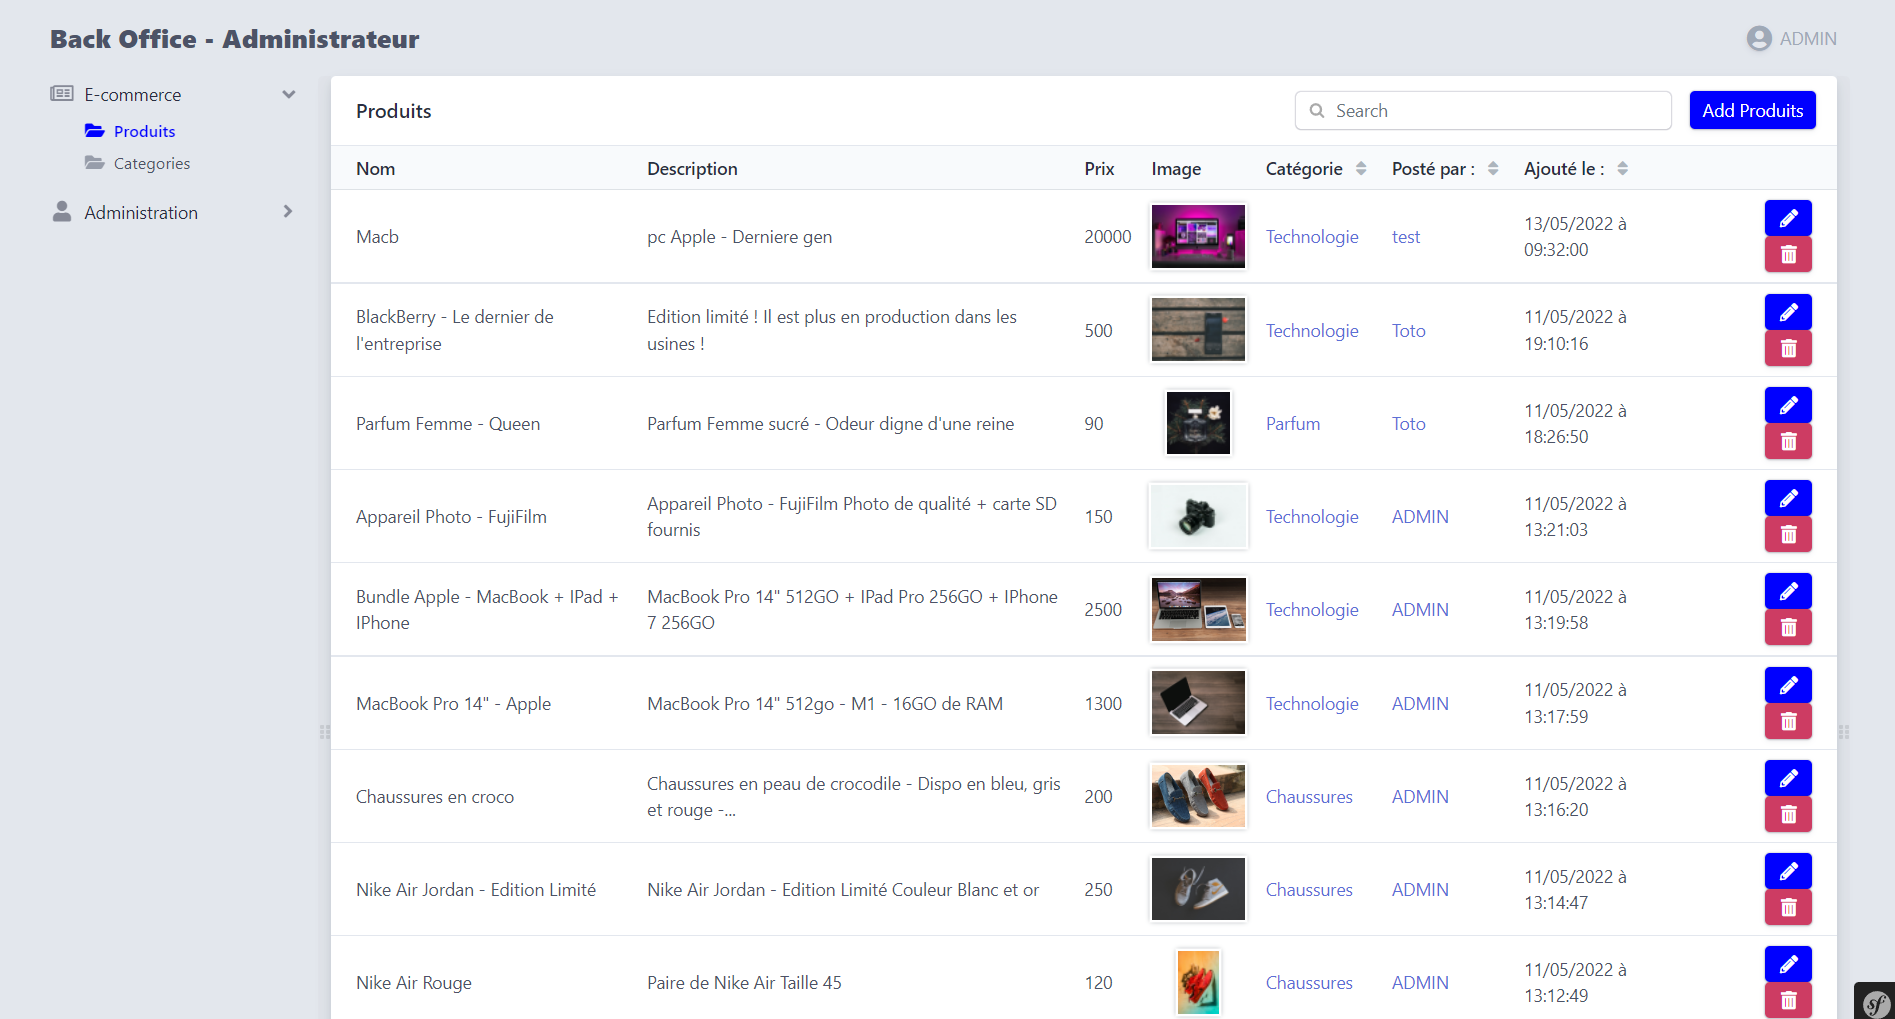 Back Office - Administrateur
ADMIN
E-commerce
Produits
Categories
Administration
Produits
Search
Add Produits
Nom Description Prix Image Catégorie Posté par : Ajouté le :
Macb pc Apple - Derniere gen 20000 Technologie test 13/05/2022 à
09:32:00
BlackBerry - Le dernier de
l'entreprise
Edition limité ! Il est plus en production dans les
usines !
500 Technologie Toto 11/05/2022 à
19:10:16
Parfum Femme - Queen Parfum Femme sucré - Odeur digne d'une reine 90 Parfum Toto 11/05/2022 à
18:26:50
Appareil Photo - FujiFilm
Appareil Photo - FujiFilm Photo de qualité + carte SD
fournis
150 Technologie ADMIN 11/05/2022 à
13:21:03
Bundle Apple - MacBook + IPad +
IPhone
MacBook Pro 14" 512GO + IPad Pro 256GO + IPhone
7 256GO
2500 Technologie ADMIN 11/05/2022 à
13:19:58
MacBook Pro 14" - Apple MacBook Pro 14" 512go - M1 - 16GO de RAM 1300 Technologie ADMIN 11/05/2022 à
13:17:59
Chaussures en croco
Chaussures en peau de crocodile - Dispo en bleu, gris
et rouge -...
200 Chaussures ADMIN 11/05/2022 à
13:16:20
Nike Air Jordan - Edition Limité Nike Air Jordan - Edition Limité Couleur Blanc et or 250 Chaussures ADMIN 11/05/2022 à
13:14:47
Nike Air Rouge Paire de Nike Air Taille 45 120 Chaussures ADMIN 11/05/2022 à
13:12:49
sf